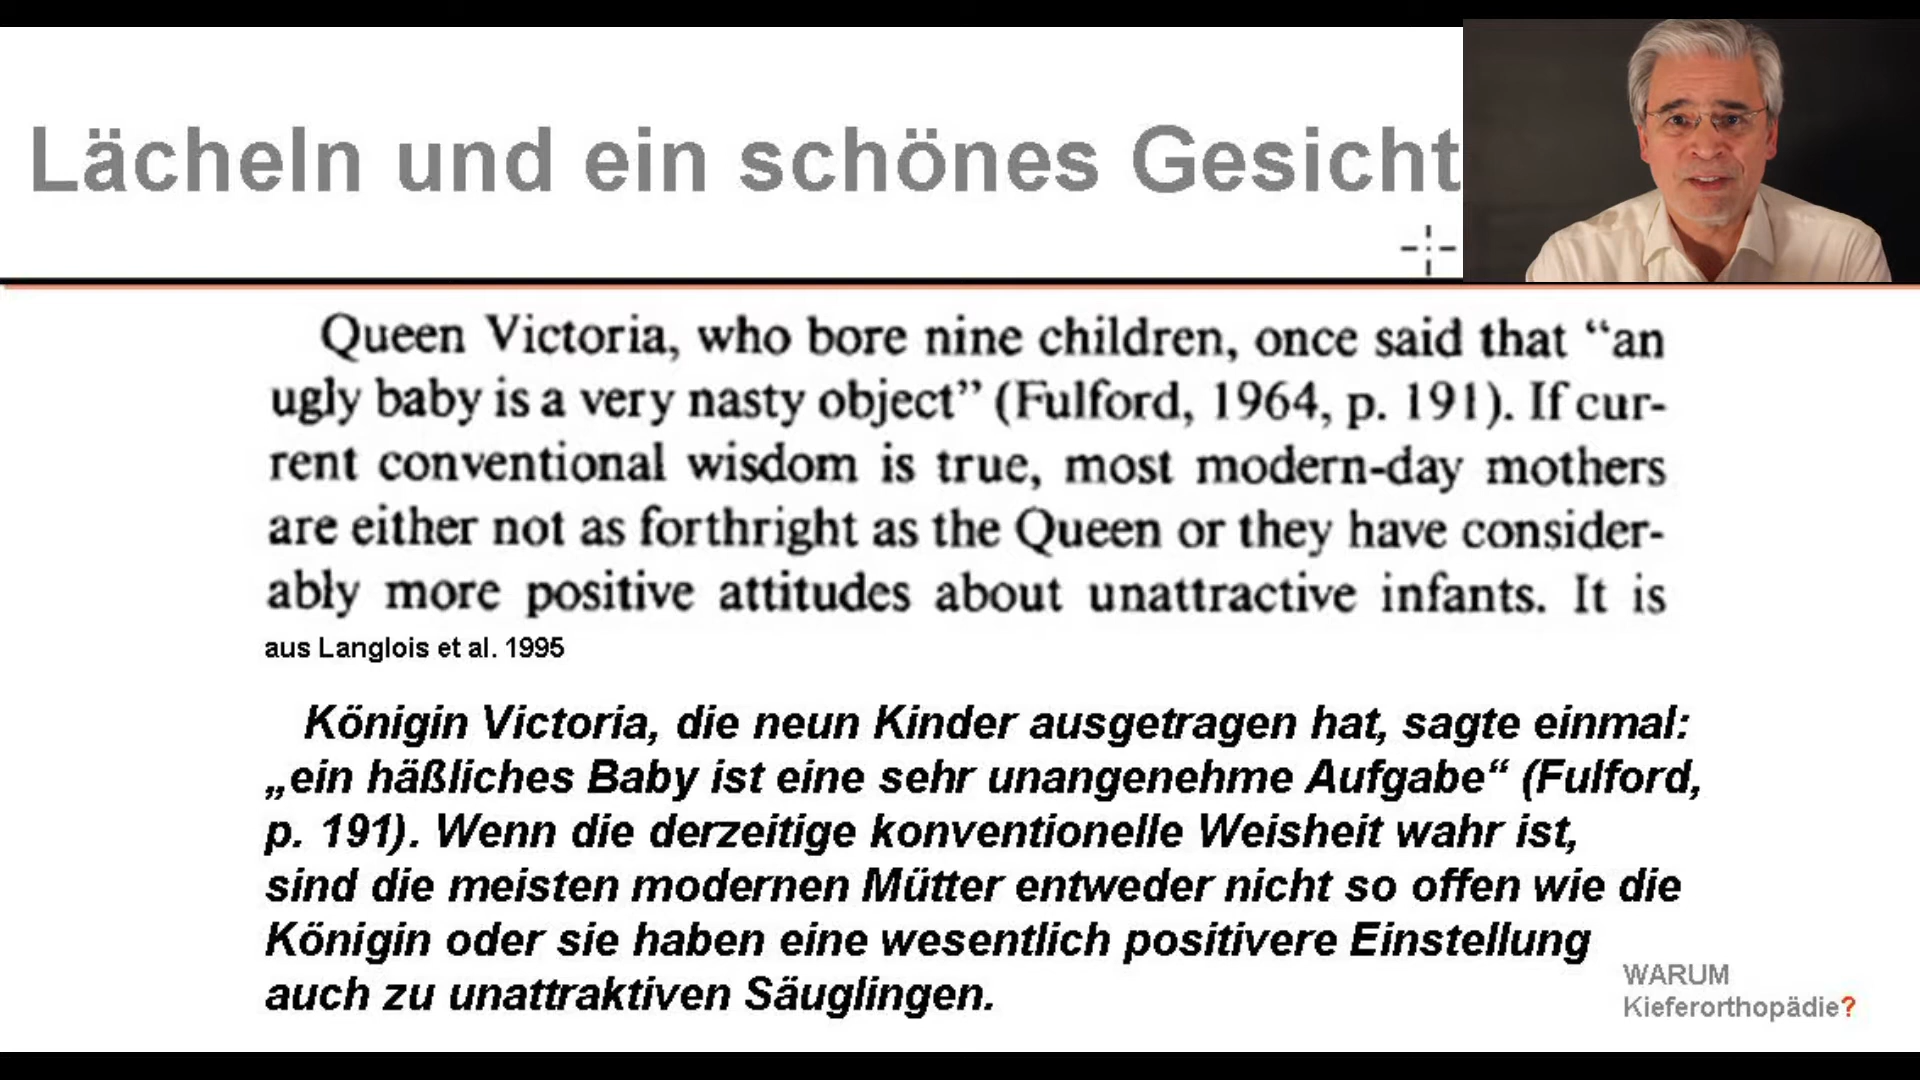 Lächeln und ein schönes Gesicht
Queen Victoria, who bore nine children, once said that “an
ugly baby is a very nasty object” (Fulford, 1964, p. 191). If cur-
rent conventional wisdom is true, most modern-day mothers
are either not as forthright as the Queen or they have consider-
ably more positive attitudes about unattractive infants. It is
aus Langlois et al. 1995
Königin Victoria, die neun Kinder ausgetragen hat, sagte einmal:
„ein häßliches Baby ist eine sehr unangenehme Aufgabe“ (Fulford,
p. 191). Wenn die derzeitige konventionelle Weisheit wahr ist,
sind die meisten modernen Mütter entweder nicht so offen wie die
Königin oder sie haben eine wesentlich positivere Einstellung
auch zu unattraktiven Säuglingen.
WARUM
Kieferorthopädie?